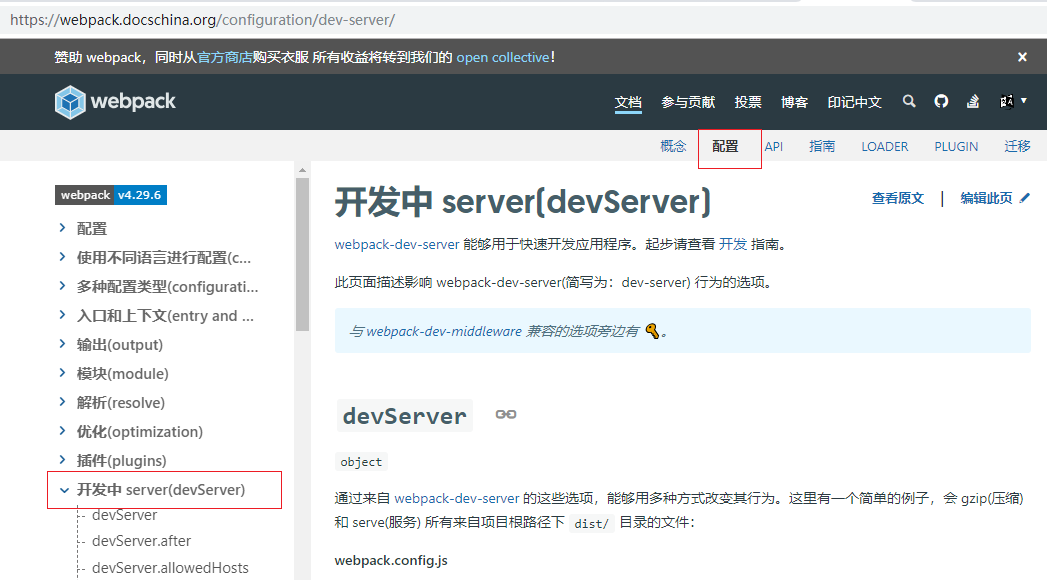 https://webpack.docschina.org/configuration/dev-server/
赞助 webpack，同时从官方商店购买衣服 所有收益将转到我们的 open collective！
×
webpack
文档 参与贡献 投票 博客 印记中文
概念 配置 API 指南 LOADER PLUGIN 迁移
webpack v4.29.6
配置
使用不同语言进行配置(c...
多种配置类型(configurati...
入口和上下文(entry and ...
输出(output)
模块(module)
解析(resolve)
优化(optimization)
插件(plugins)
开发中 server(devServer)
devServer
devServer.after
devServer.allowedHosts
开发中 server(devServer)
查看原文 | 编辑此页
webpack-dev-server 能够用于快速开发应用程序。起步请查看 开发 指南。
此页面描述影响 webpack-dev-server(简写为：dev-server) 行为的选项。
与 webpack-dev-middleware 兼容的选项旁边有 🔑。
devServer
object
通过来自 webpack-dev-server 的这些选项，能够用多种方式改变其行为。这里有一个简单的例子，会 gzip(压缩)
和 serve(服务) 所有来自项目根路径下 dist/ 目录的文件：
webpack.config.js